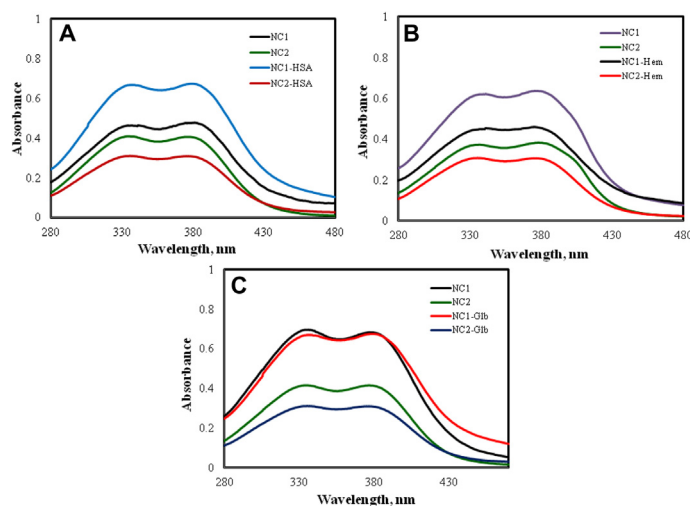 A
NC1
NC2
NC1-HSA
NC2-HSA
1
0.8
0.6
0.4
0.2
0
Absorbance
280
330
380
430
480
Wavelength, nm
B
NC1
NC2
NC1-Hem
NC2-Hem
1
0.8
0.6
0.4
0.2
0
Absorbance
280
330
380
430
480
Wavelength, nm
C
NC1
NC2
NC1-Glb
NC2-Glb
1
0.8
0.6
0.4
0.2
0
Absorbance
280
330
380
430
Wavelength, nm